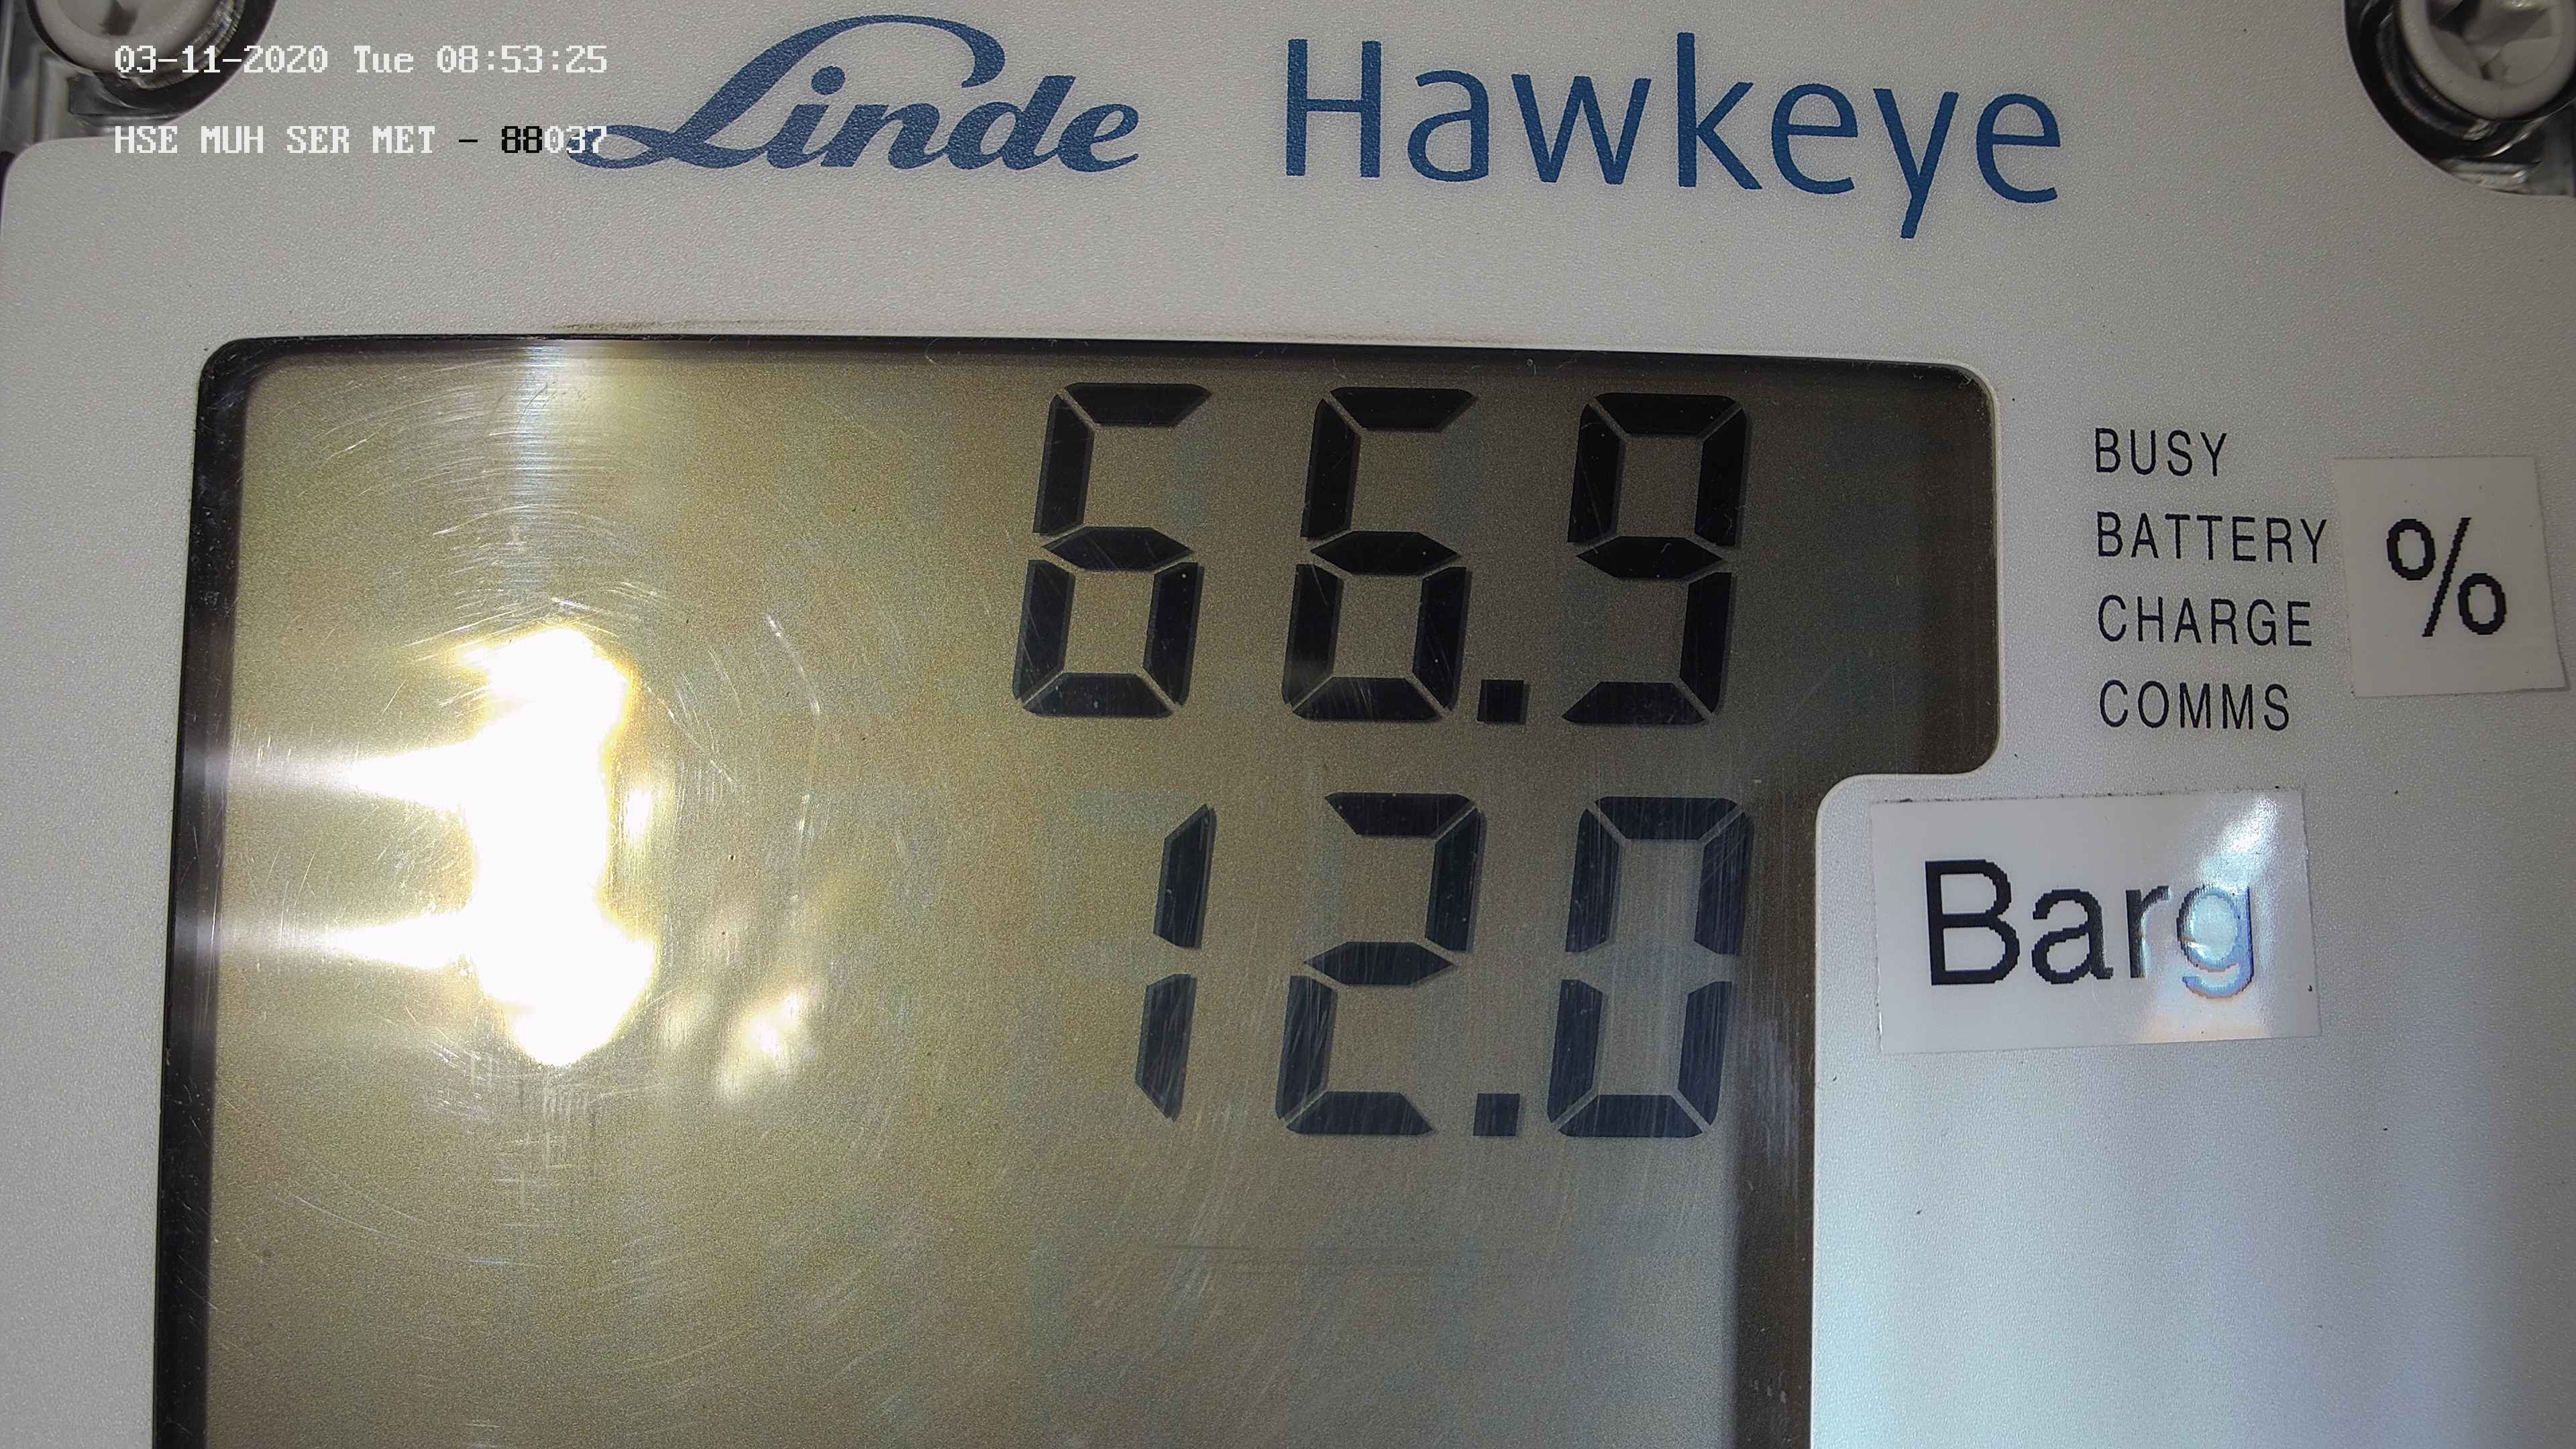 03-11-2020 Tue 08:53:25
HSE MUH SER MET - 88037
Linde Hawkeye
66.9
BUSY
BATTERY
CHARGE
COMMS
%
12.0
Barg